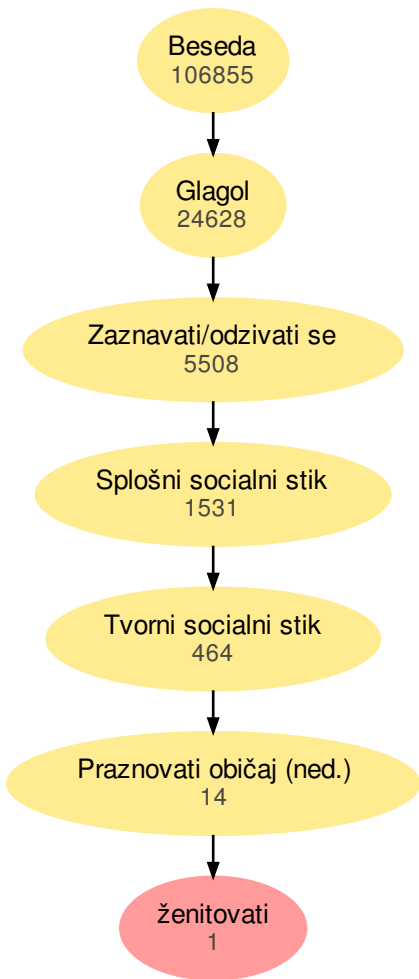 Beseda
106855
Glagol
24628
Zaznavati/odzivati se
5508
Splošni socialni stik
1531
Tvorni socialni stik
464
Praznovati običaj (ned.)
14
ženitovati
1